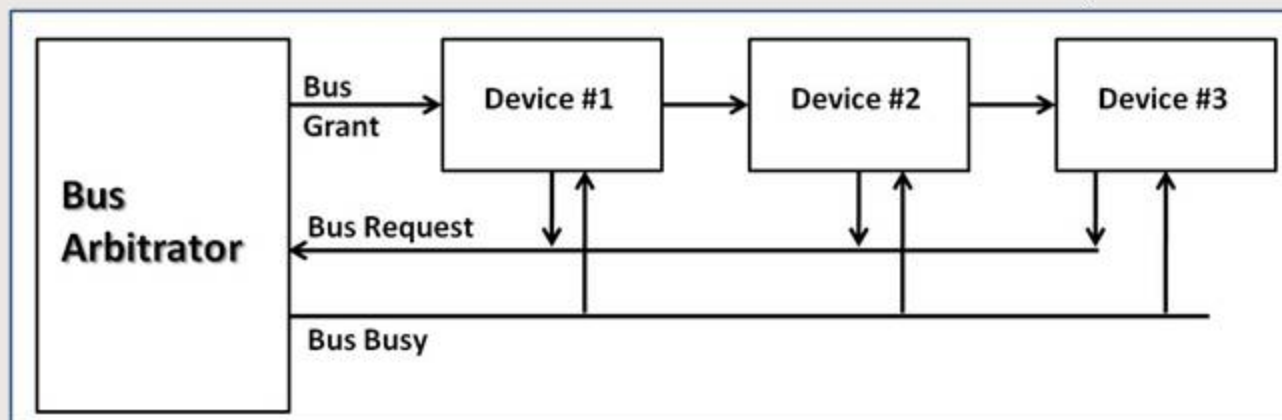 Bus
Grant
Device #1
Device #2
Device #3
Bus
Arbitrator
Bus Request
Bus Busy